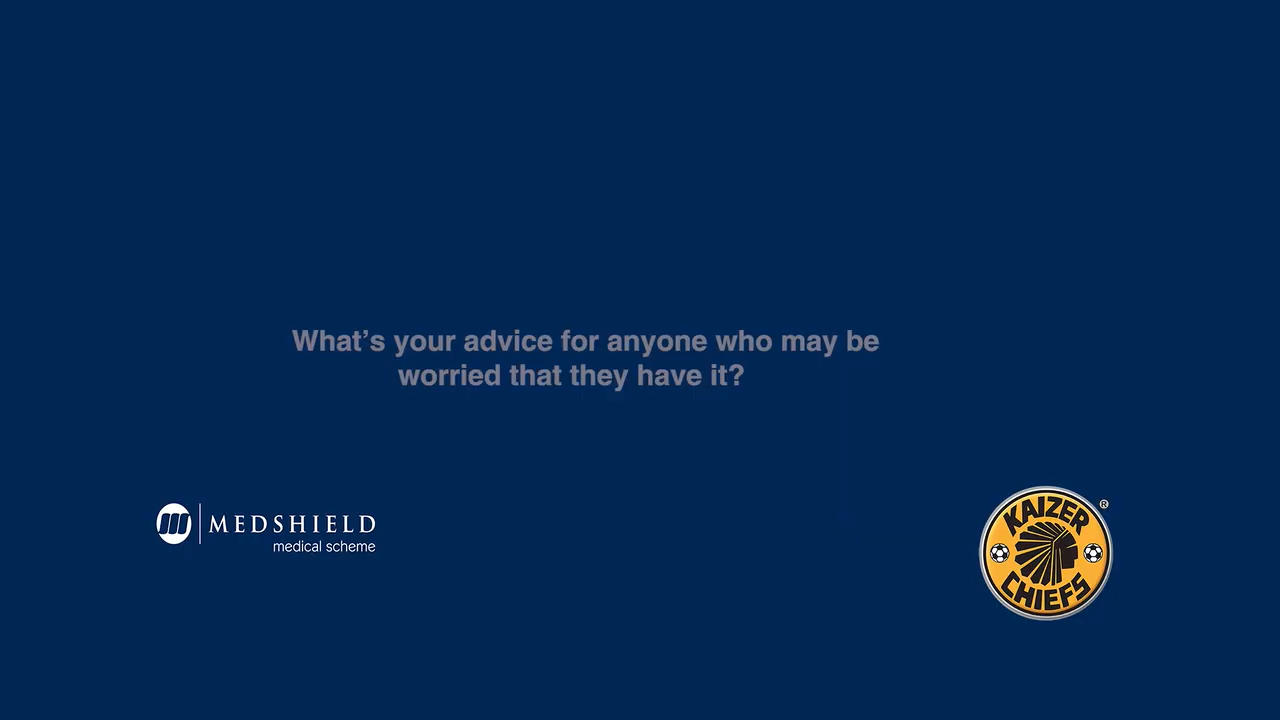 What’s your advice for anyone who may be
worried that they have it?
MEDSHIELD
medical scheme
KAIZER
CHIEFS
®